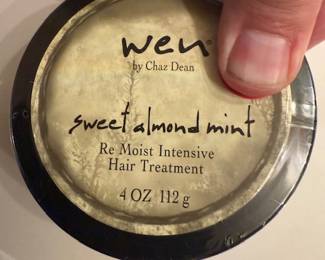 wen®
by Chaz Dean
sweet almond mint
Re Moist Intensive
Hair Treatment
4 OZ 112 g